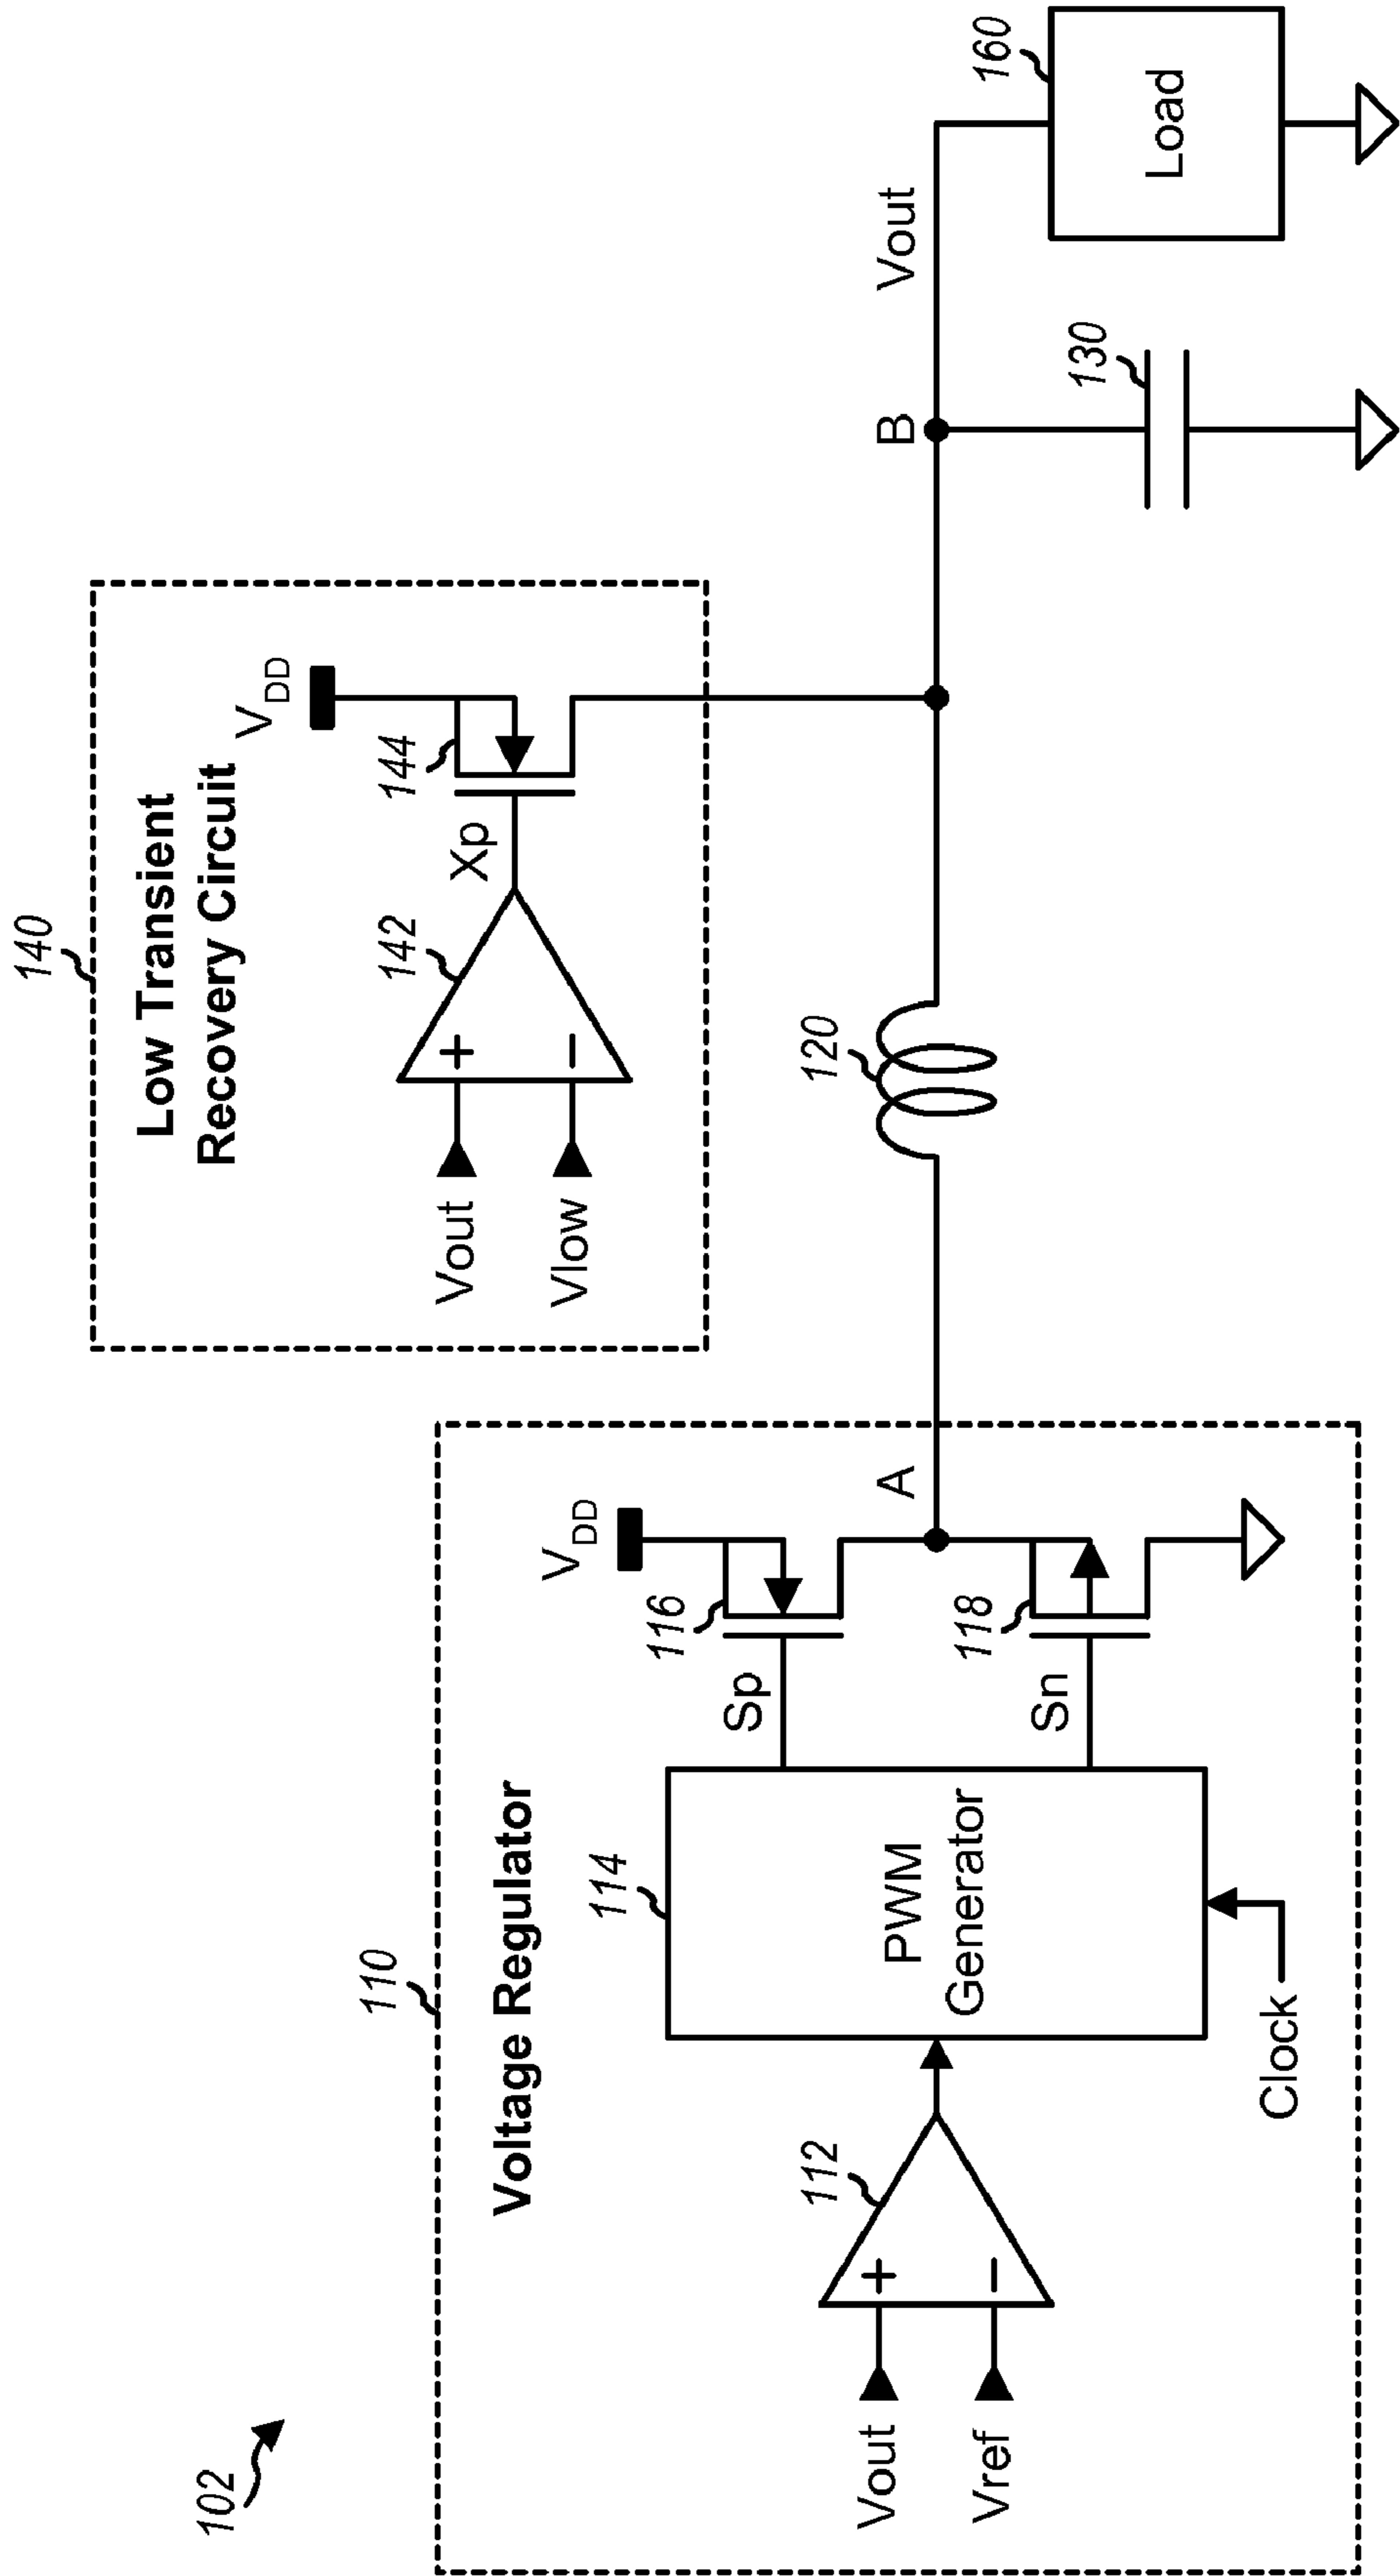 102
140
Low Transient
Recovery Circuit
VDD
144
Xp
142
+
−
Vout
Vlow
110
Voltage Regulator
114
PWM
Generator
Clock
112
+
−
Vout
Vref
Sp
Sn
VDD
116
118
A
120
B
Vout
130
160
Load